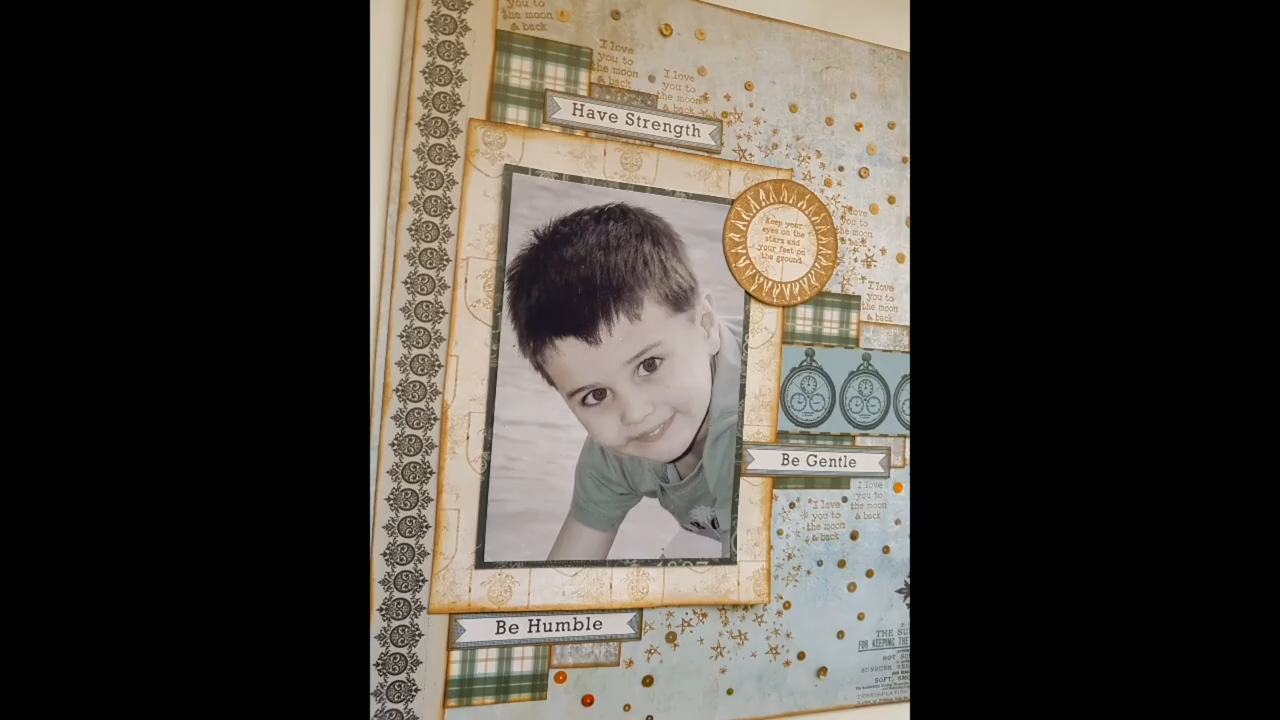 you to
the moon
& back
I love
you to
the moon
& back
I love
you to
the moon
& back
Have Strength
Keep your
eyes on the
stars and
your feet on
the ground
I love
you to
the moon
& back
I love
you to
the moon
& back
Be Gentle
I love
you to
the moon
& back
I love
you to
the moon
& back
Be Humble
THE SU
FOR KEEPING THE
SOFT,